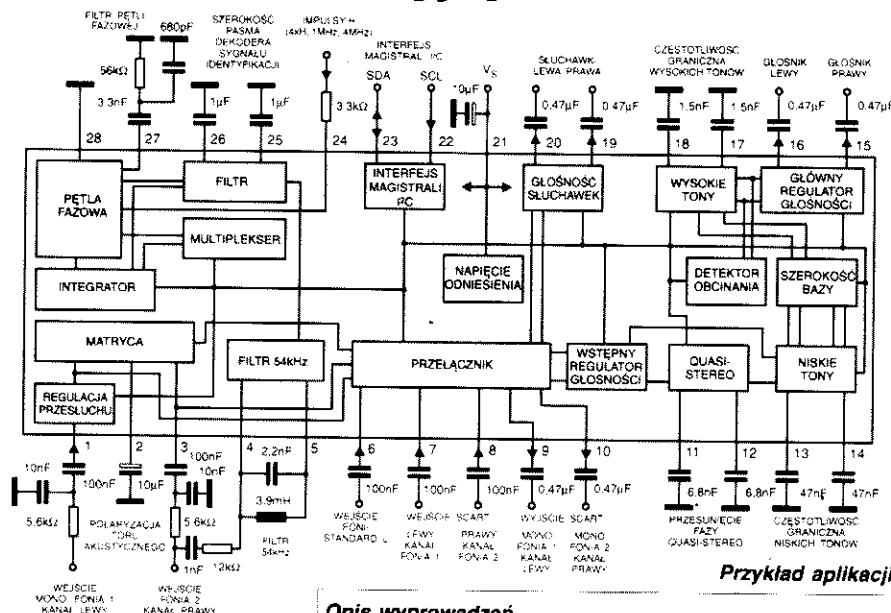 FILTR PĘTLI
FAZOWEJ
680pF
56kΩ
3.3nF
SZEROKOŚĆ
PASMA
DEKODERA
SYGNAŁU
IDENTYFIKACJI
1µF
1µF
IMPULSY H
(4xH, 1MHz, 4MHz)
3.3kΩ
INTERFEJS
MAGISTRALI I²C
SDA
SCL
10µF
VS
SŁUCHAWKI
LEWA PRAWA
0.47µF
0.47µF
CZĘSTOTLIWOŚĆ
GRANICZNA
WYSOKICH TONÓW
1.5nF
1.5nF
GŁOŚNIK
LEWY
0.47µF
GŁOŚNIK
PRAWY
0.47µF
28
27
26
25
24
23
22
21
20
19
18
17
16
15
PĘTLA
FAZOWA
FILTR
MULTIPLEKSER
INTEGRATOR
INTERFEJS
MAGISTRALI
I²C
GŁOŚNOŚĆ
SŁUCHAWEK
NAPIĘCIE
ODNIESIENIA
WYSOKIE
TONY
GŁÓWNY
REGULATOR
GŁOŚNOŚCI
DETEKTOR
OBCINANIA
SZEROKOŚĆ
BAZY
MATRYCA
REGULACJA
PRZESŁUCHU
FILTR 54kHz
PRZEŁĄCZNIK
WSTĘPNY
REGULATOR
GŁOŚNOŚCI
QUASI-
STEREO
NISKIE
TONY
1
2
3
4
5
6
7
8
9
10
11
12
13
14
10nF
100nF
10µF
100nF
10nF
5.6kΩ
POLARYZACJA
TORU
AKUSTYCZNEGO
5.6kΩ
1nF
12kΩ
2.2nF
3.9mH
FILTR
54kHz
100nF
100nF
100nF
0.47µF
0.47µF
6.8nF
6.8nF
47nF
47nF
WEJŚCIE
MONO FONIA 1
KANAŁ LEWY
WEJŚCIE
FONIA 2
KANAŁ PRAWY
WEJŚCIE
FONII
STANDARD L
WEJŚCIE SCART
LEWY
KANAŁ
FONIA 1
PRAWY
KANAŁ
FONIA 2
WYJŚCIE SCART
MONO
FONIA 1
KANAŁ
LEWY
MONO
FONIA 2
KANAŁ
PRAWY
PRZESUNIĘCIE
FAZY
QUASI-STEREO
CZĘSTOTLIWOŚĆ
GRANICZNA
NISKICH TONÓW
Przykład aplikacji
Opis wyprowadzeń